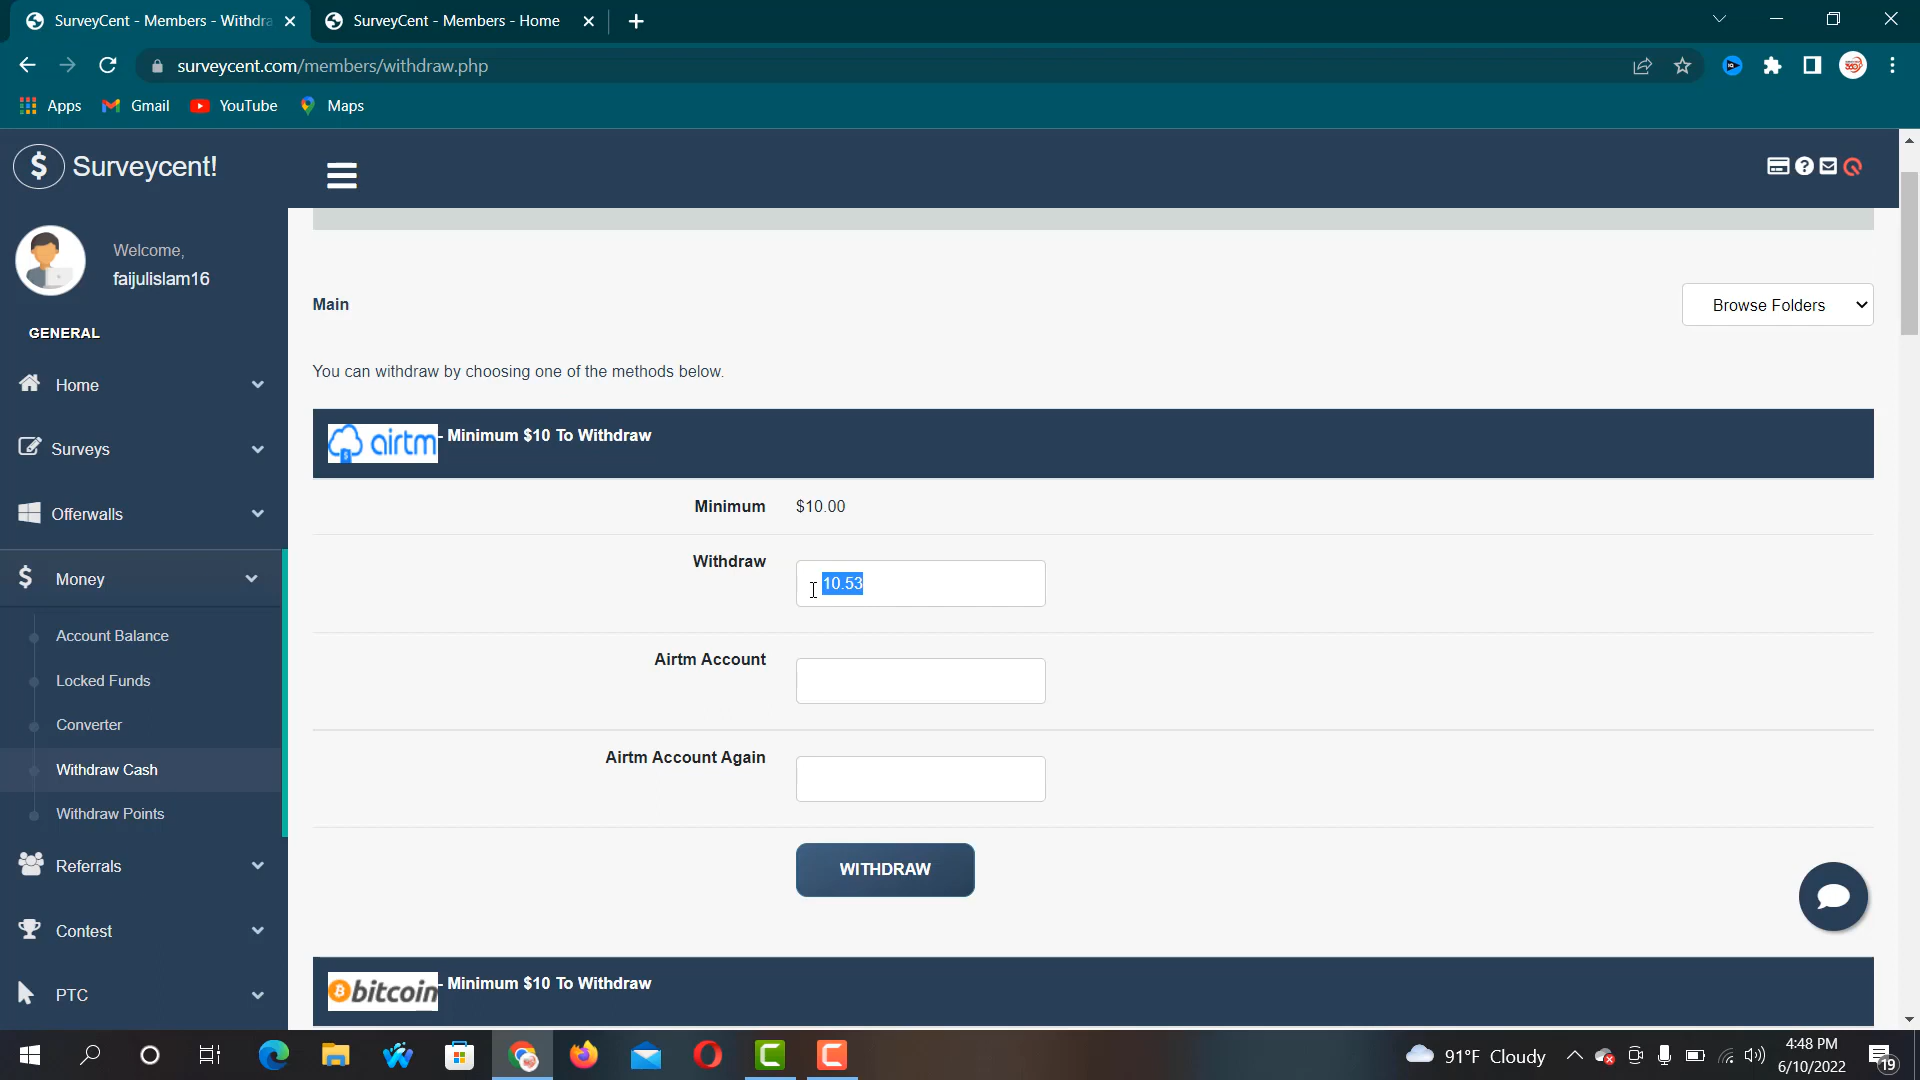 SurveyCent - Members - Withdra
SurveyCent - Members - Home
surveycent.com/members/withdraw.php
Apps
Gmail
YouTube
Maps
$ Surveycent!
Welcome,
faijulislam16
GENERAL
Home
Surveys
Offerwalls
$ Money
Account Balance
Locked Funds
Converter
Withdraw Cash
Withdraw Points
Referrals
Contest
PTC
Main
Browse Folders
You can withdraw by choosing one of the methods below.
airtm - Minimum $10 To Withdraw
Minimum $10.00
Withdraw 10.53
Airtm Account
Airtm Account Again
WITHDRAW
bitcoin - Minimum $10 To Withdraw
91°F Cloudy
4:48 PM
6/10/2022
19